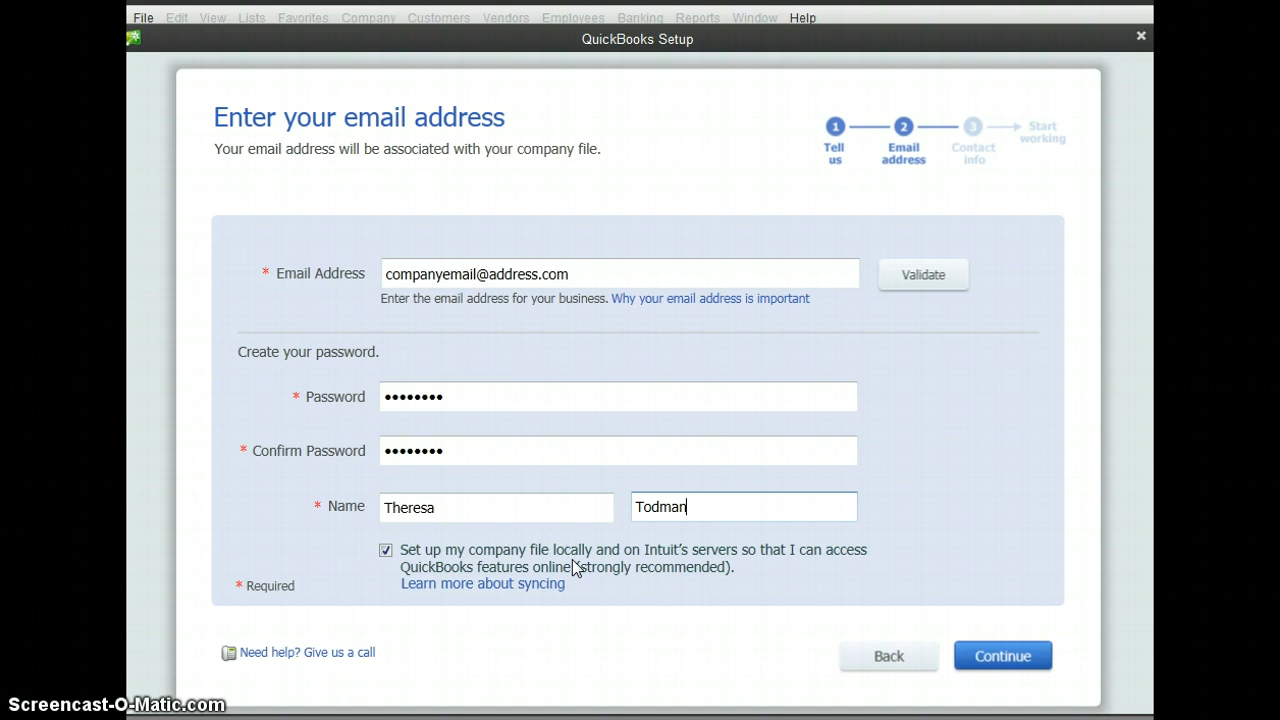 File Edit View Lists Favorites Company Customers Vendors Employees Banking Reports Window Help
QuickBooks Setup
Enter your email address
Your email address will be associated with your company file.
1 2 3 Start working
Tell us Email address Contact info
* Email Address companyemail@address.com Validate
Enter the email address for your business. Why your email address is important
Create your password.
* Password ••••••••
* Confirm Password ••••••••
* Name Theresa Todman
Set up my company file locally and on Intuit's servers so that I can access
QuickBooks features online (strongly recommended).
Learn more about syncing
* Required
Need help? Give us a call
Back Continue
Screencast-O-Matic.com